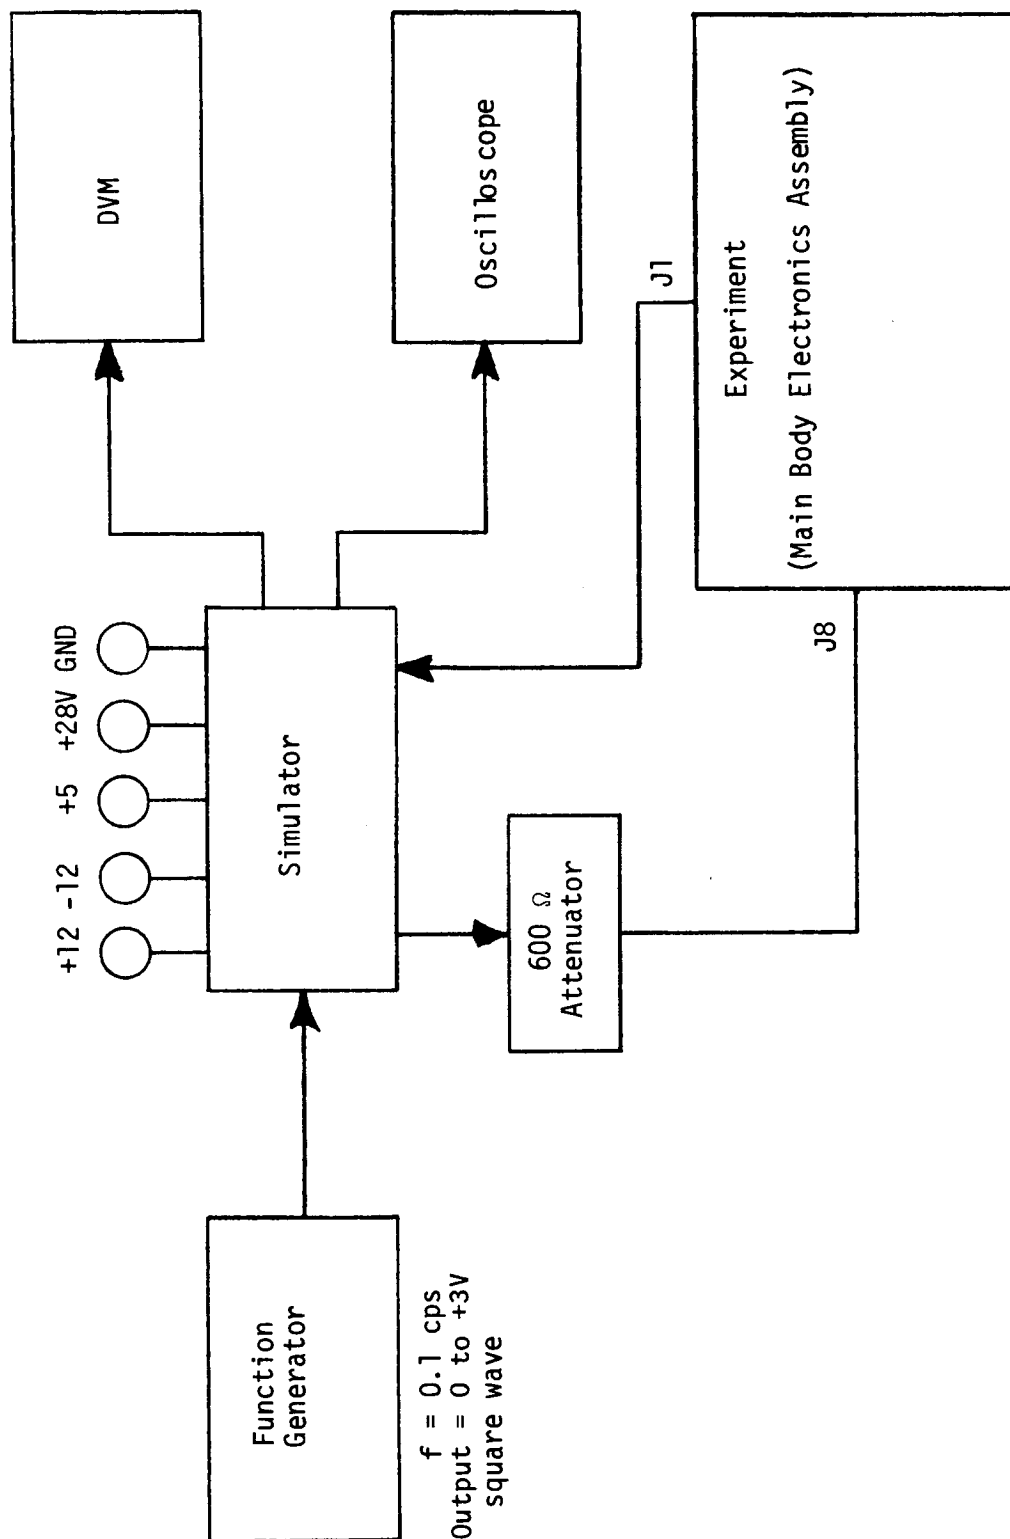 +12 -12 +5 +28V GND
Function
Generator
f = 0.1 cps
Output = 0 to +3V
square wave
Simulator
DVM
Oscilloscope
600 Ω
Attenuator
J1
J8
Experiment
(Main Body Electronics Assembly)